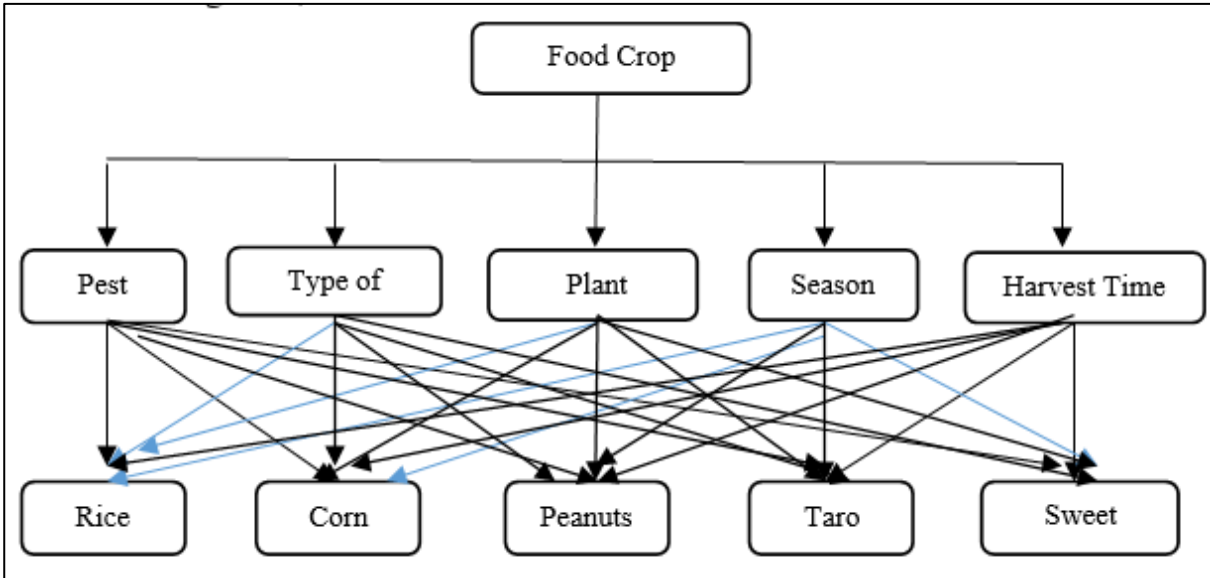 Food Crop
Pest
Type of
Plant
Season
Harvest Time
Rice
Corn
Peanuts
Taro
Sweet